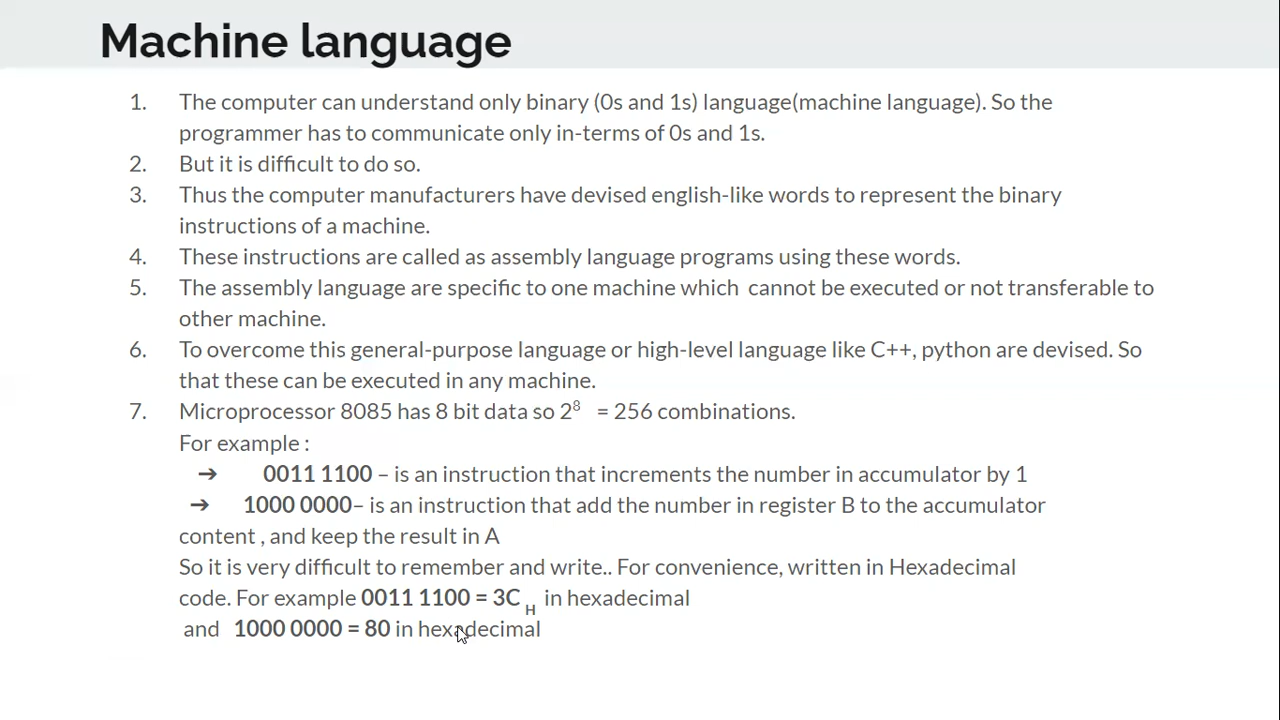 Machine language
1. The computer can understand only binary (0s and 1s) language(machine language). So the
programmer has to communicate only in-terms of 0s and 1s.
2. But it is difficult to do so.
3. Thus the computer manufacturers have devised english-like words to represent the binary
instructions of a machine.
4. These instructions are called as assembly language programs using these words.
5. The assembly language are specific to one machine which cannot be executed or not transferable to
other machine.
6. To overcome this general-purpose language or high-level language like C++, python are devised. So
that these can be executed in any machine.
7. Microprocessor 8085 has 8 bit data so 2⁸ = 256 combinations.
For example :
➔ 0011 1100 – is an instruction that increments the number in accumulator by 1
➔ 1000 0000– is an instruction that add the number in register B to the accumulator
content , and keep the result in A
So it is very difficult to remember and write.. For convenience, written in Hexadecimal
code. For example 0011 1100 = 3C H in hexadecimal
and 1000 0000 = 80 in hexadecimal